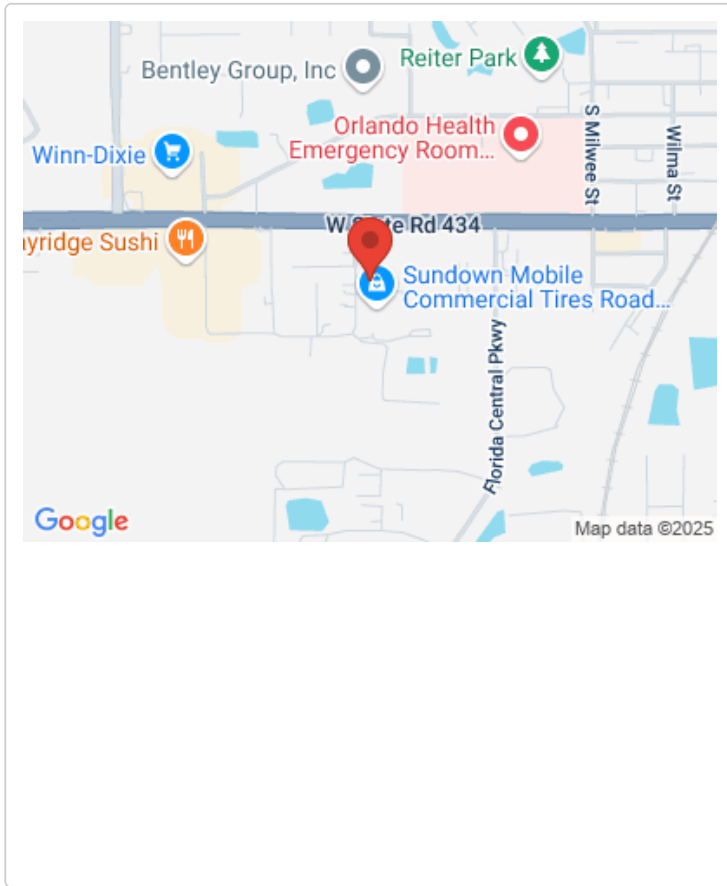 Bentley Group, Inc
Reiter Park
Orlando Health
Emergency Room...
S Milwee St
Wilma St
Winn-Dixie
W State Rd 434
ayridge Sushi
Sundown Mobile
Commercial Tires Road...
Florida Central Pkwy
Google
Map data ©2025